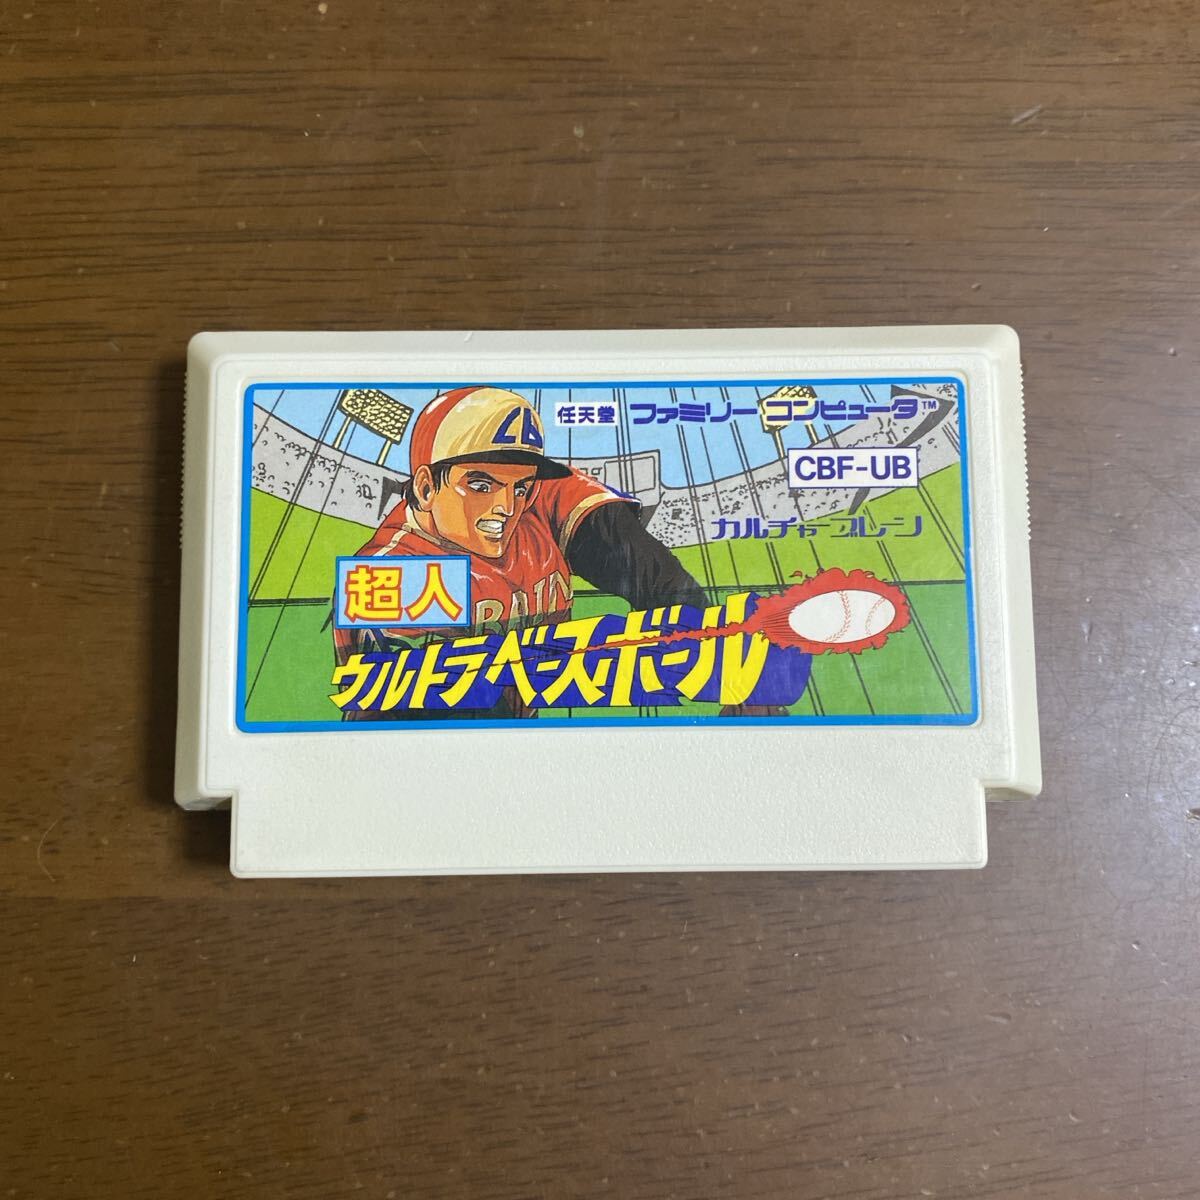 任天堂 ファミリーコンピュータ™
CBF-UB
カルチャーブレーン
CB
BRAIN
超人
ウルトラベースボール